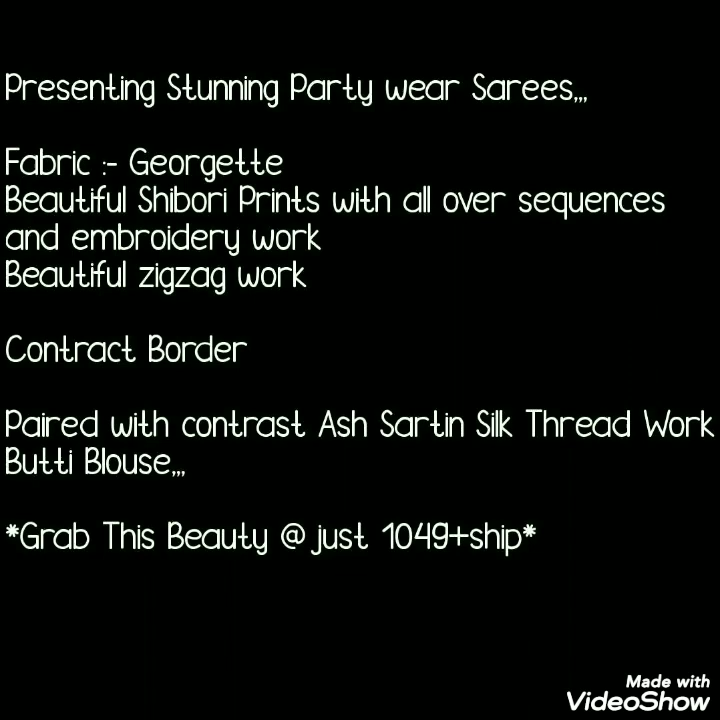 Presenting Stunning Party wear Sarees,,,
Fabric :- Georgette
Beautiful Shibori Prints with all over sequences
and embroidery work
Beautiful zigzag work
Contract Border
Paired with contrast Ash Sartin Silk Thread Work
Butti Blouse,,,
*Grab This Beauty @ just 1049+ship*
Made with
VideoShow